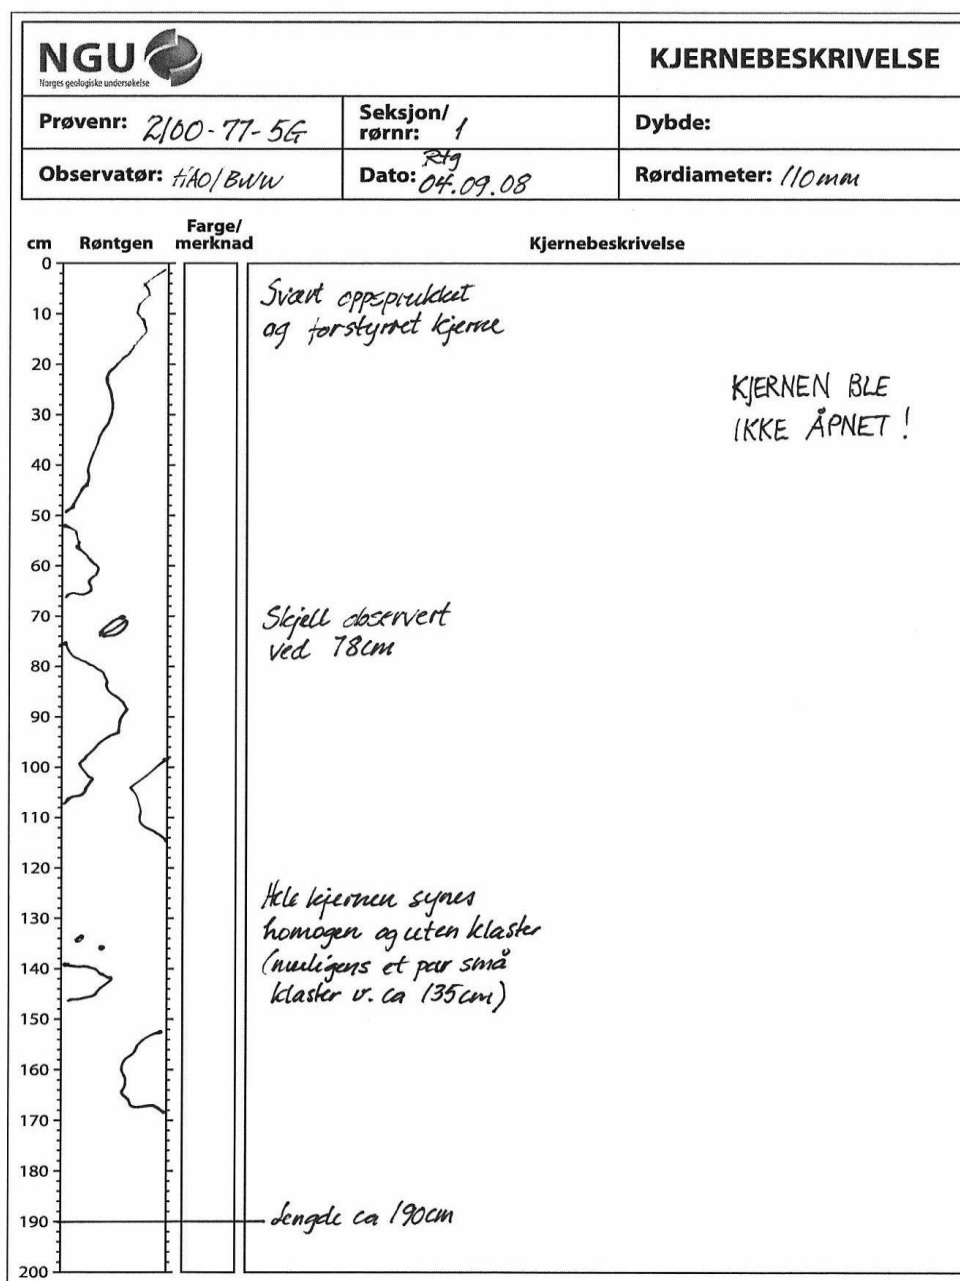 NGU
Norges geologiske undersøkelse
KJERNEBESKRIVELSE
Prøvenr: 2100-77-5G
Seksjon/
rørnr: 1
Dybde:
Observatør: HAO/BWW
Rtg
Dato: 04.09.08
Rørdiameter: 110mm
cm
Røntgen
Farge/
merknad
Kjernebeskrivelse
0
10
20
30
40
50
60
70
80
90
100
110
120
130
140
150
160
170
180
190
200
Svært oppsprukket
og forstyrret kjerne
KJERNEN BLE
IKKE ÅPNET !
Skjell observert
ved 78cm
Hele kjernen synes
homogen og uten klaster
(muligens et par små
klaster v. ca 135cm)
Lengde ca 190cm